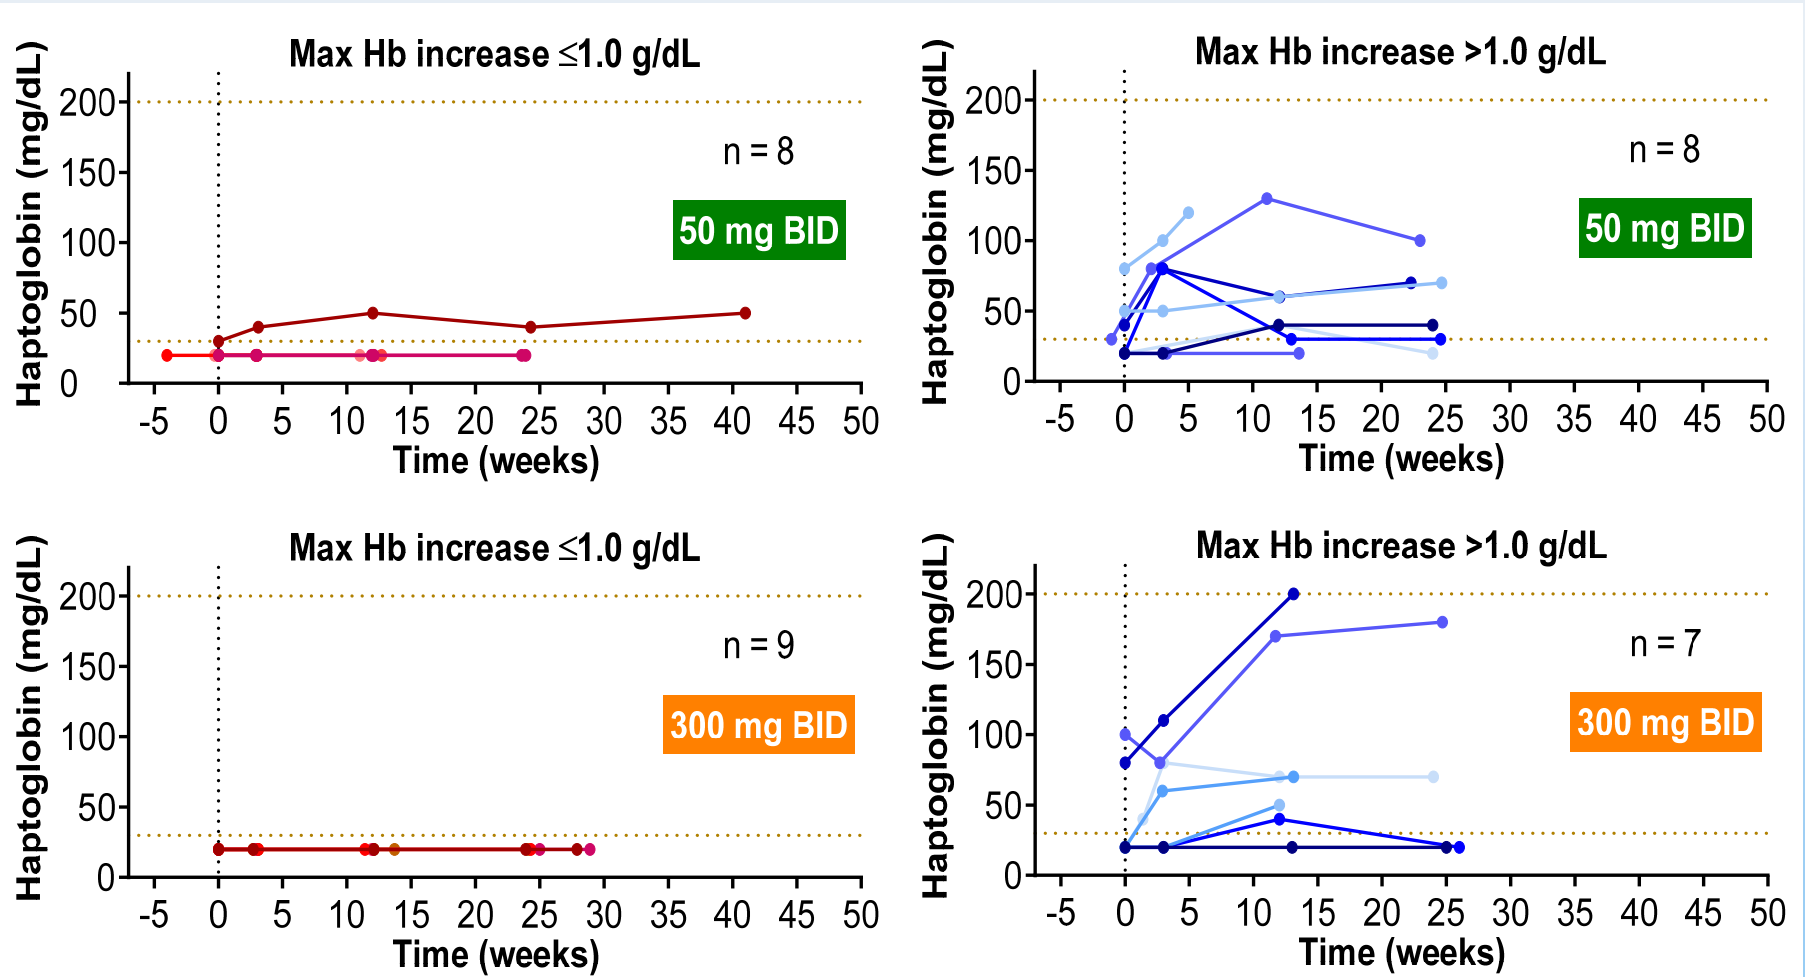 Max Hb increase ≤1.0 g/dL
Haptoglobin (mg/dL)
200
150
100
50
0
n = 8
50 mg BID
-5 0 5 10 15 20 25 30 35 40 45 50
Time (weeks)
Max Hb increase >1.0 g/dL
Haptoglobin (mg/dL)
200
150
100
50
0
n = 8
50 mg BID
-5 0 5 10 15 20 25 30 35 40 45 50
Time (weeks)
Max Hb increase ≤1.0 g/dL
Haptoglobin (mg/dL)
200
150
100
50
0
n = 9
300 mg BID
-5 0 5 10 15 20 25 30 35 40 45 50
Time (weeks)
Max Hb increase >1.0 g/dL
Haptoglobin (mg/dL)
200
150
100
50
0
n = 7
300 mg BID
-5 0 5 10 15 20 25 30 35 40 45 50
Time (weeks)